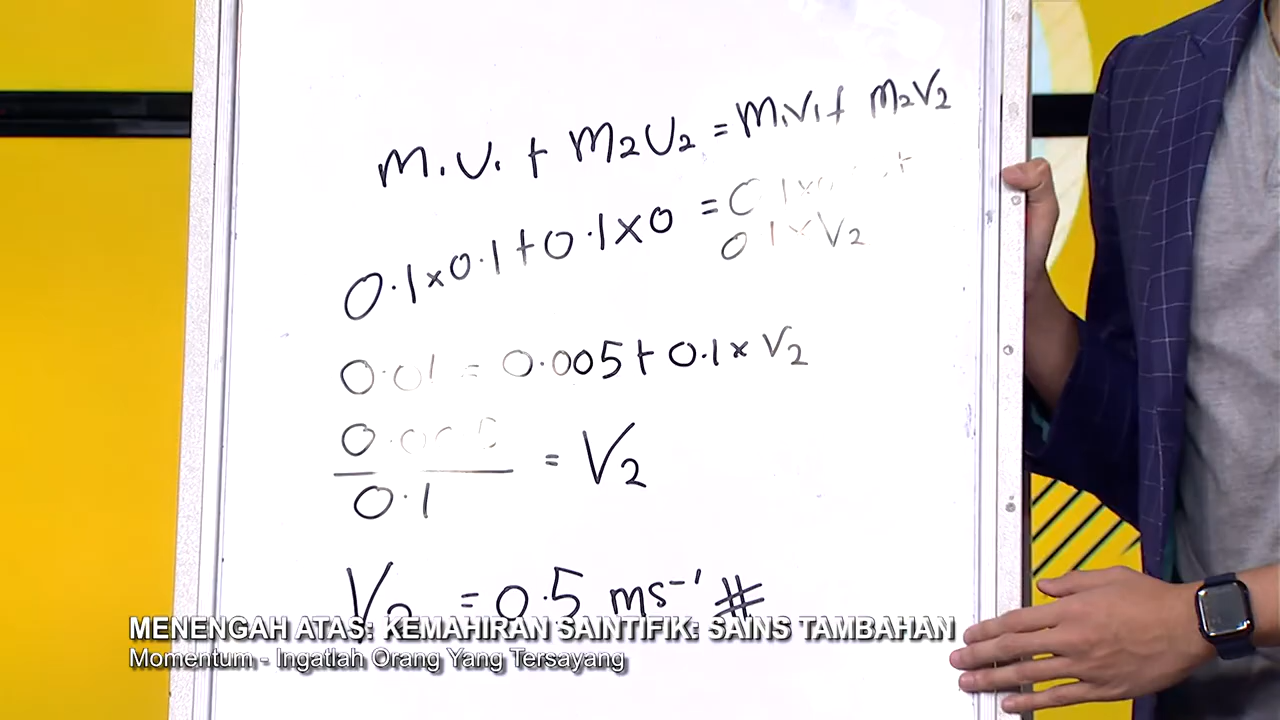 m₁u₁ + m₂u₂ = m₁v₁ + m₂v₂
0.1×0.1+0.1×0 =
0.1×V₂
0.01 = 0.005 + 0.1 × V₂
0.1 = V₂
V₂ = 0.5 ms⁻¹ #
MENENGAH ATAS: KEMAHIRAN SAINTIFIK: SAINS TAMBAHAN
Momentum - Ingatlah Orang Yang Tersayang